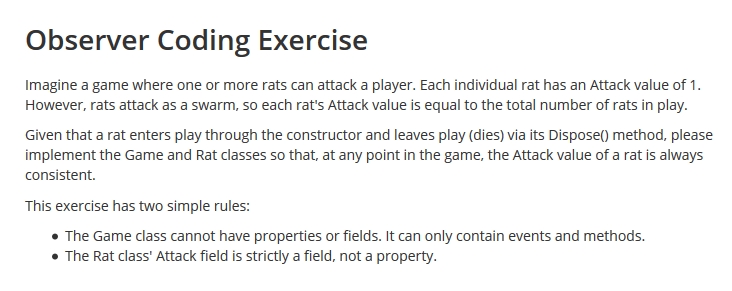 Observer Coding Exercise
Imagine a game where one or more rats can attack a player. Each individual rat has an Attack value of 1.
However, rats attack as a swarm, so each rat's Attack value is equal to the total number of rats in play.
Given that a rat enters play through the constructor and leaves play (dies) via its Dispose() method, please
implement the Game and Rat classes so that, at any point in the game, the Attack value of a rat is always
consistent.
This exercise has two simple rules:
• The Game class cannot have properties or fields. It can only contain events and methods.
• The Rat class' Attack field is strictly a field, not a property.